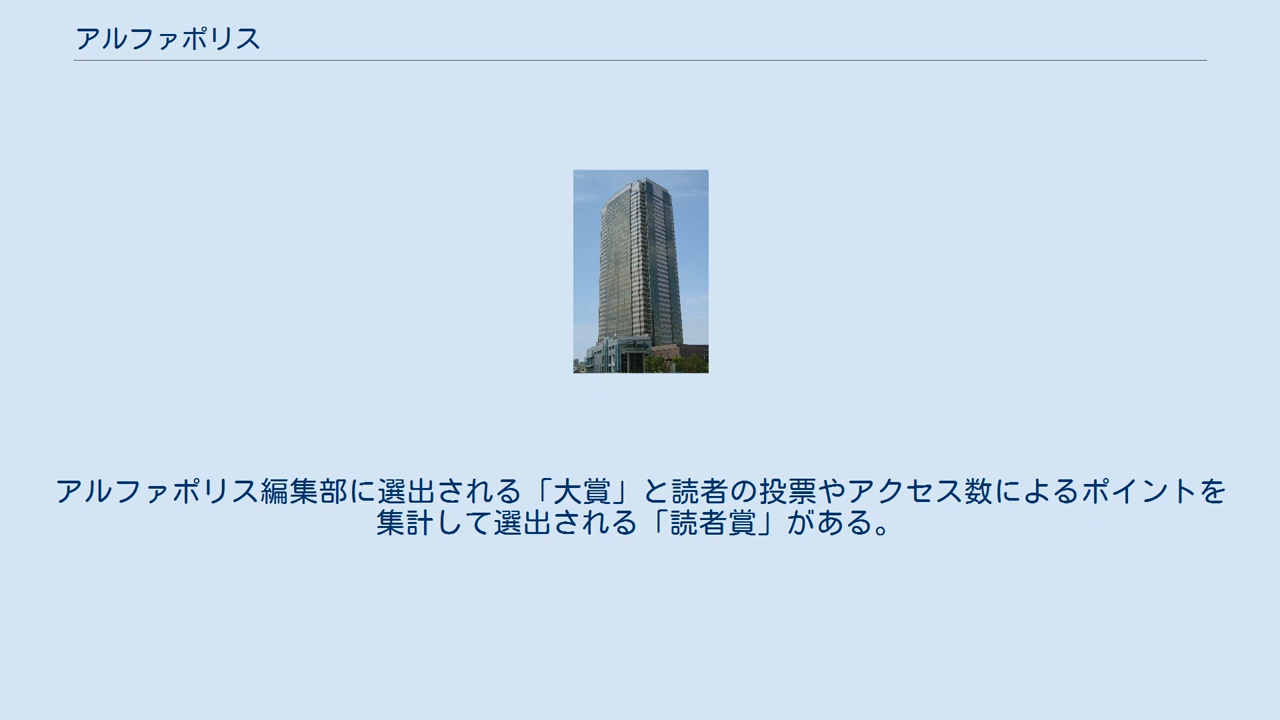 アルファポリス
アルファポリス編集部に選出される「大賞」と読者の投票やアクセス数によるポイントを
集計して選出される「読者賞」がある。